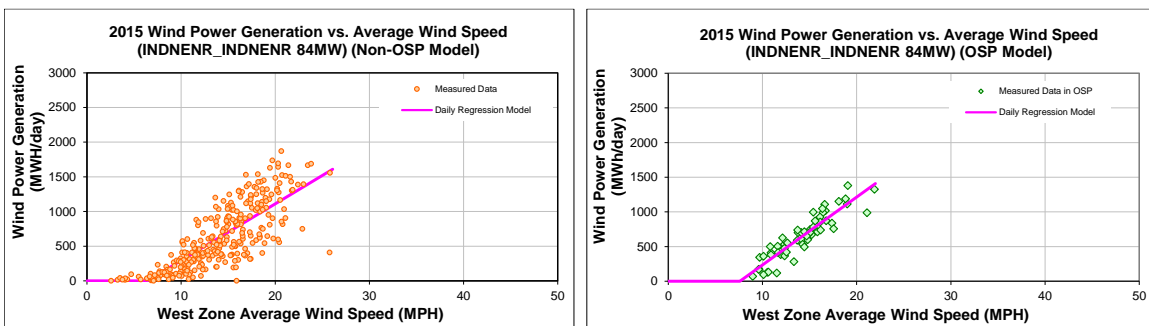 2015 Wind Power Generation vs. Average Wind Speed
(INDNENR_INDNENR 84MW) (Non-OSP Model)
Wind Power Generation
(MWH/day)
3000
2500
2000
1500
1000
500
0
0 10 20 30 40 50
Measured Data
Daily Regression Model
West Zone Average Wind Speed (MPH)
2015 Wind Power Generation vs. Average Wind Speed
(INDNENR_INDNENR 84MW) (OSP Model)
Wind Power Generation
(MWh/day)
3000
2500
2000
1500
1000
500
0
0 10 20 30 40 50
Measured Data in OSP
Daily Regression Model
West Zone Average Wind Speed (MPH)